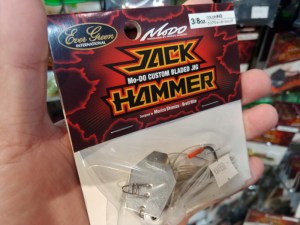 Ever Green
INTERNATIONAL
MoDO
3/8oz.
JACK
Mo-DO CUSTOM BLADED JIG
HAMMER